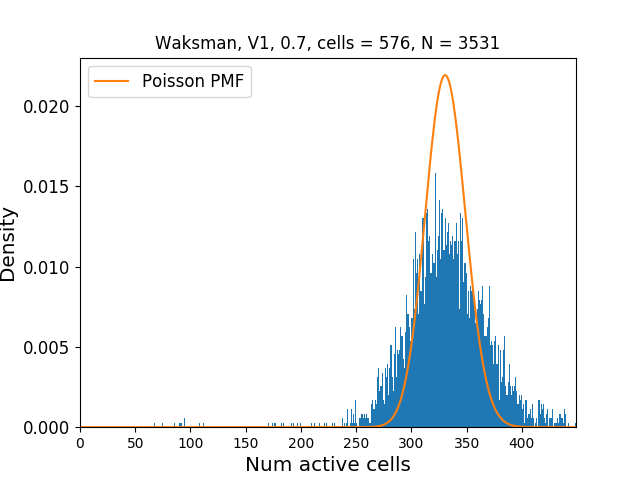 Waksman, V1, 0.7, cells = 576, N = 3531
Poisson PMF
0.020
0.015
0.010
0.005
0.000
Density
0 50 100 150 200 250 300 350 400
Num active cells